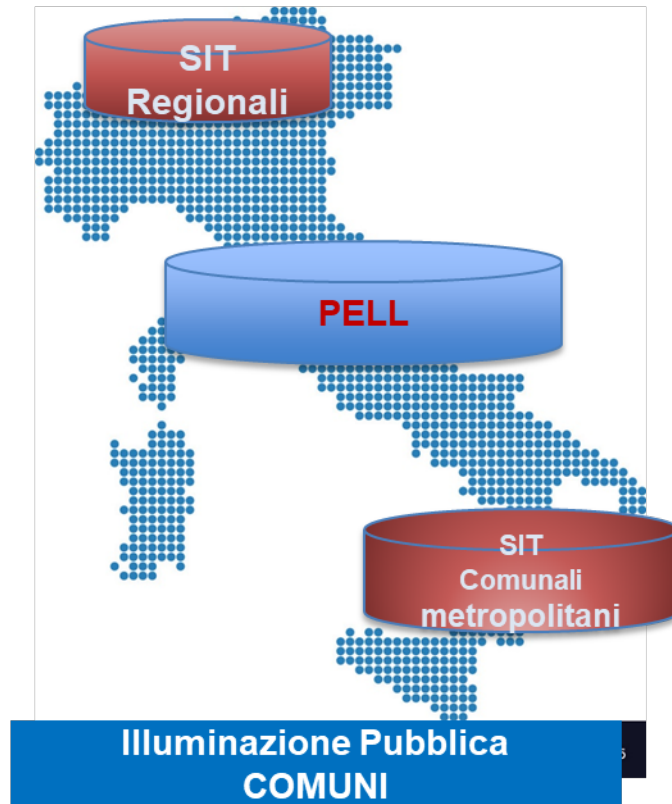 SIT
Regionali
PELL
SIT
Comunali
metropolitani
Illuminazione Pubblica
COMUNI